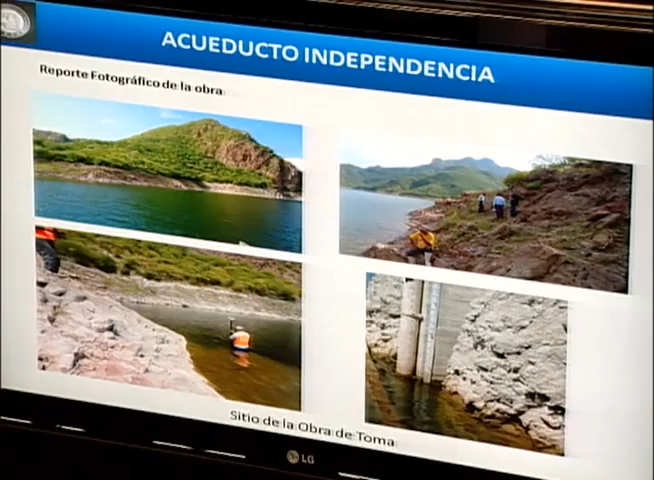 ACUEDUCTO INDEPENDENCIA
Reporte Fotográfico de la obra
Sitio de la Obra de Toma
LG